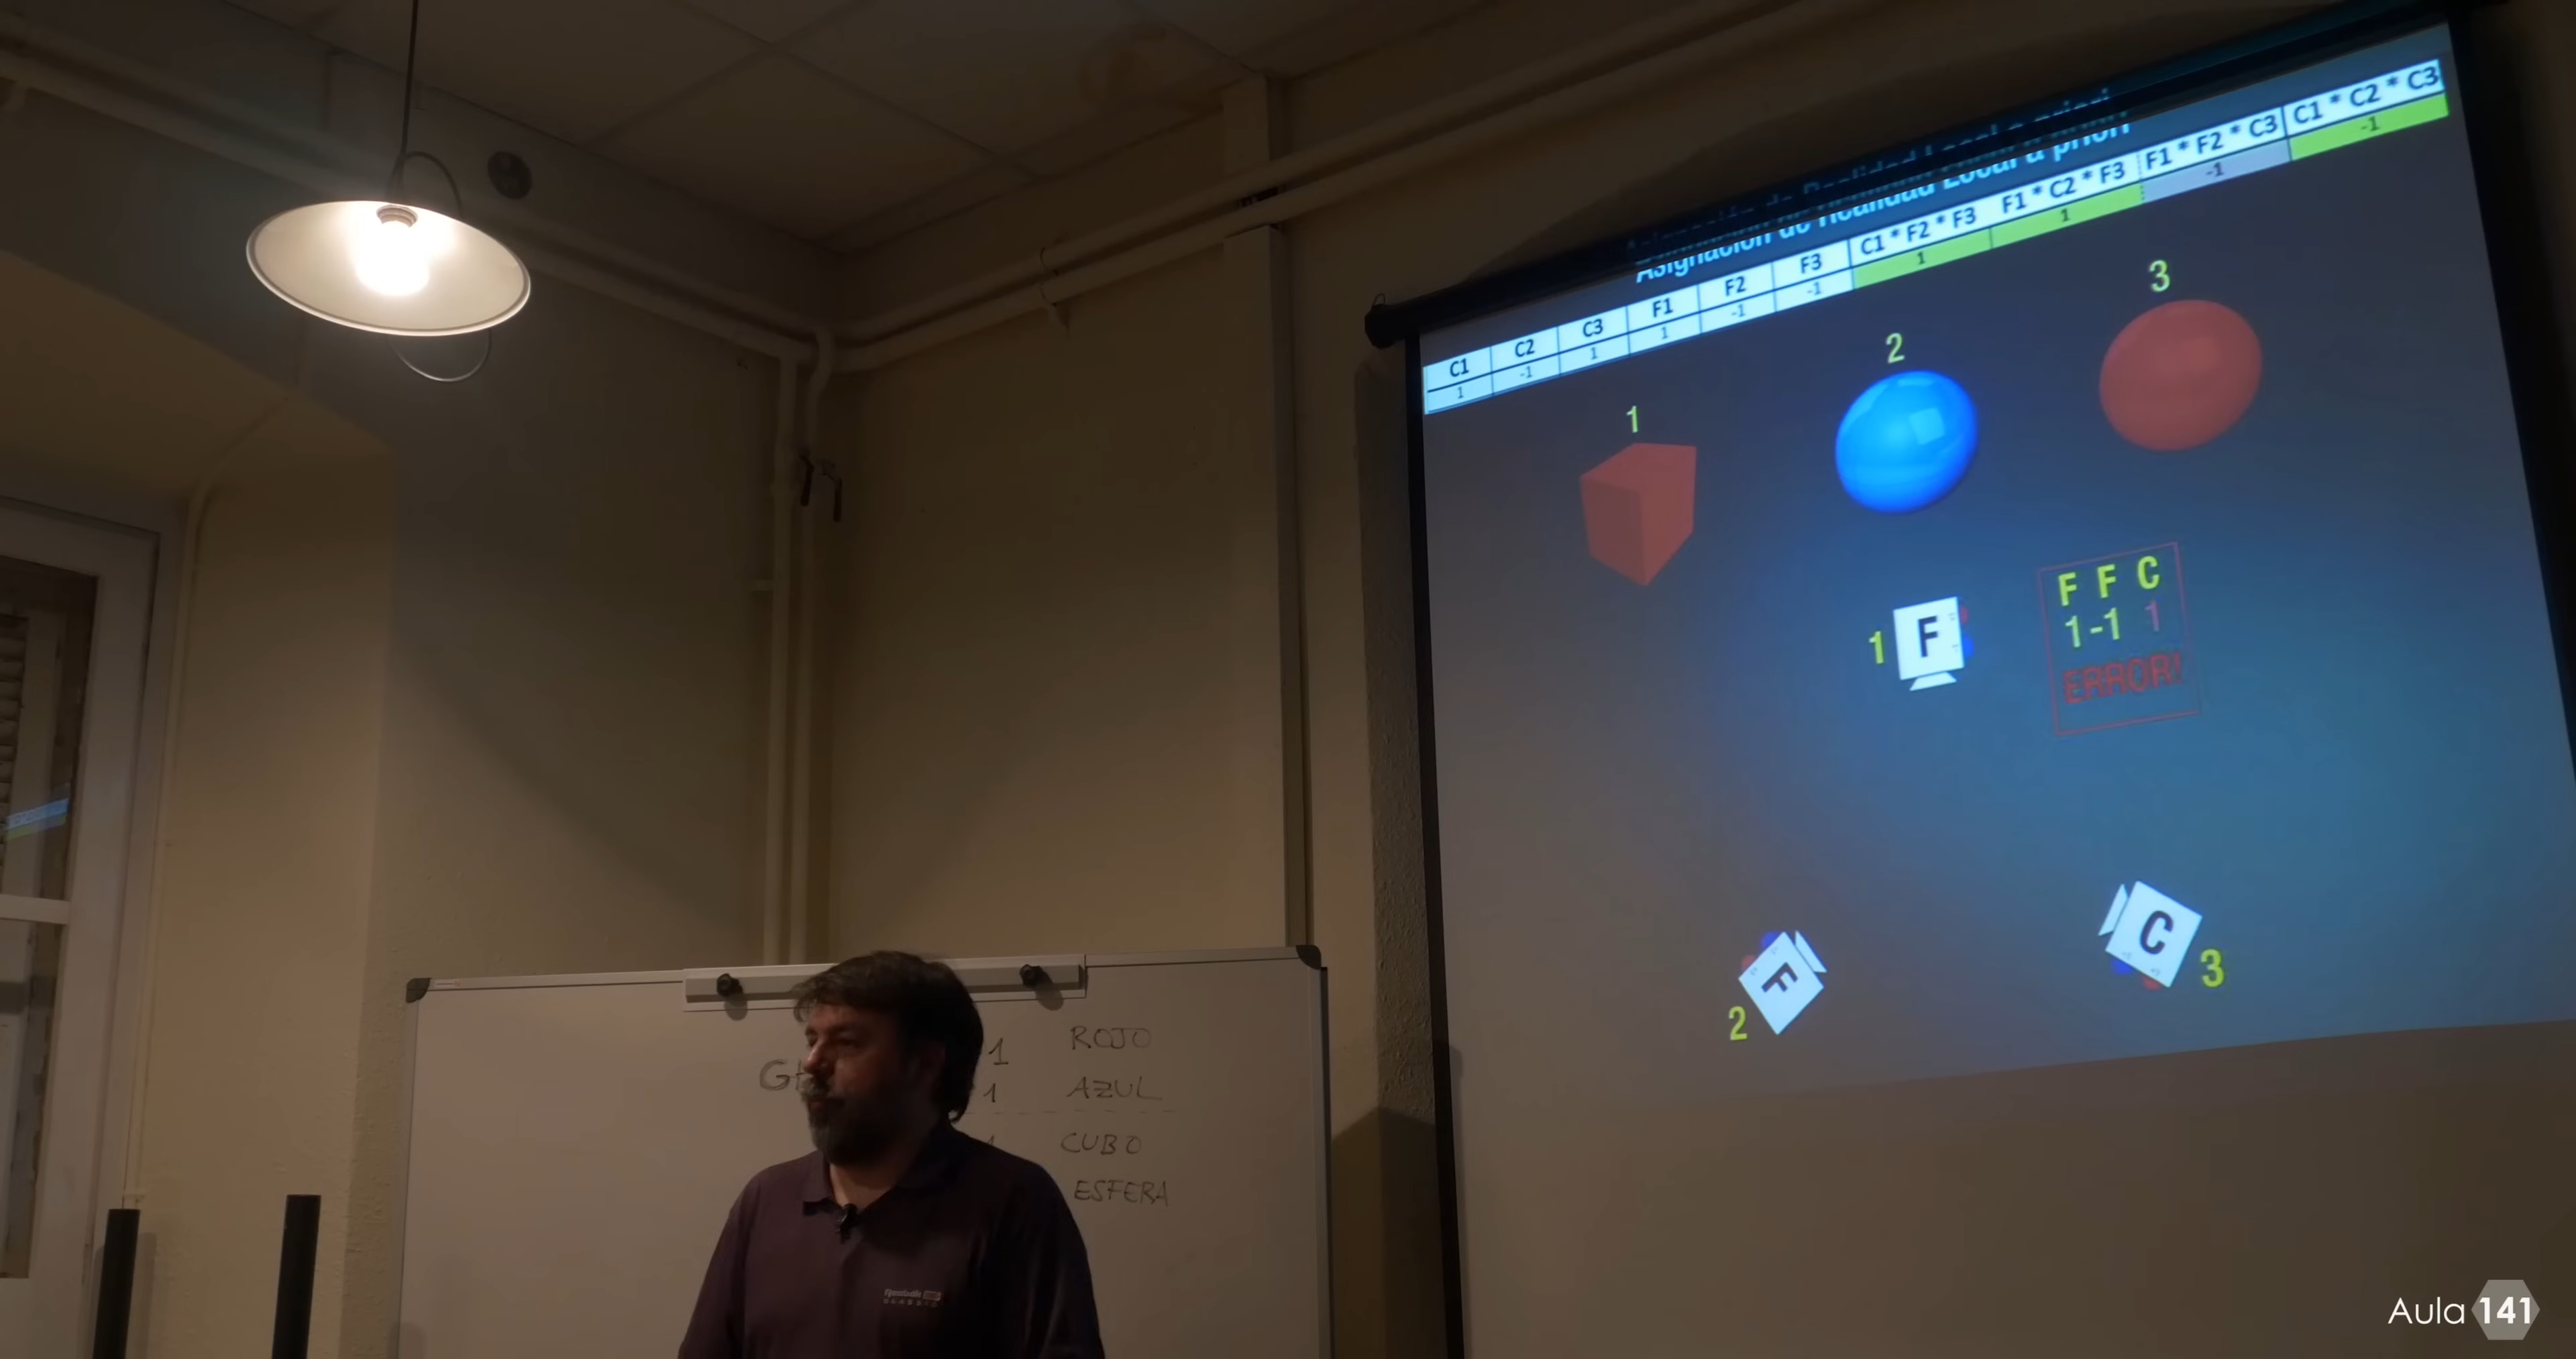 Asignación de Realidad Local a priori
C1 C2 C3 F1 F2 F3 C1 * F2 * F3 F1 * C2 * F3 F1 * F2 * C3 C1 * C2 * C3
1 -1 1 1 -1 -1 1 1 -1 -1
1 2 3
F F C
1 -1 1
ERROR!
1 F
2 F
C 3
1 ROJO
1 AZUL
CUBO
ESFERA
Aula 141